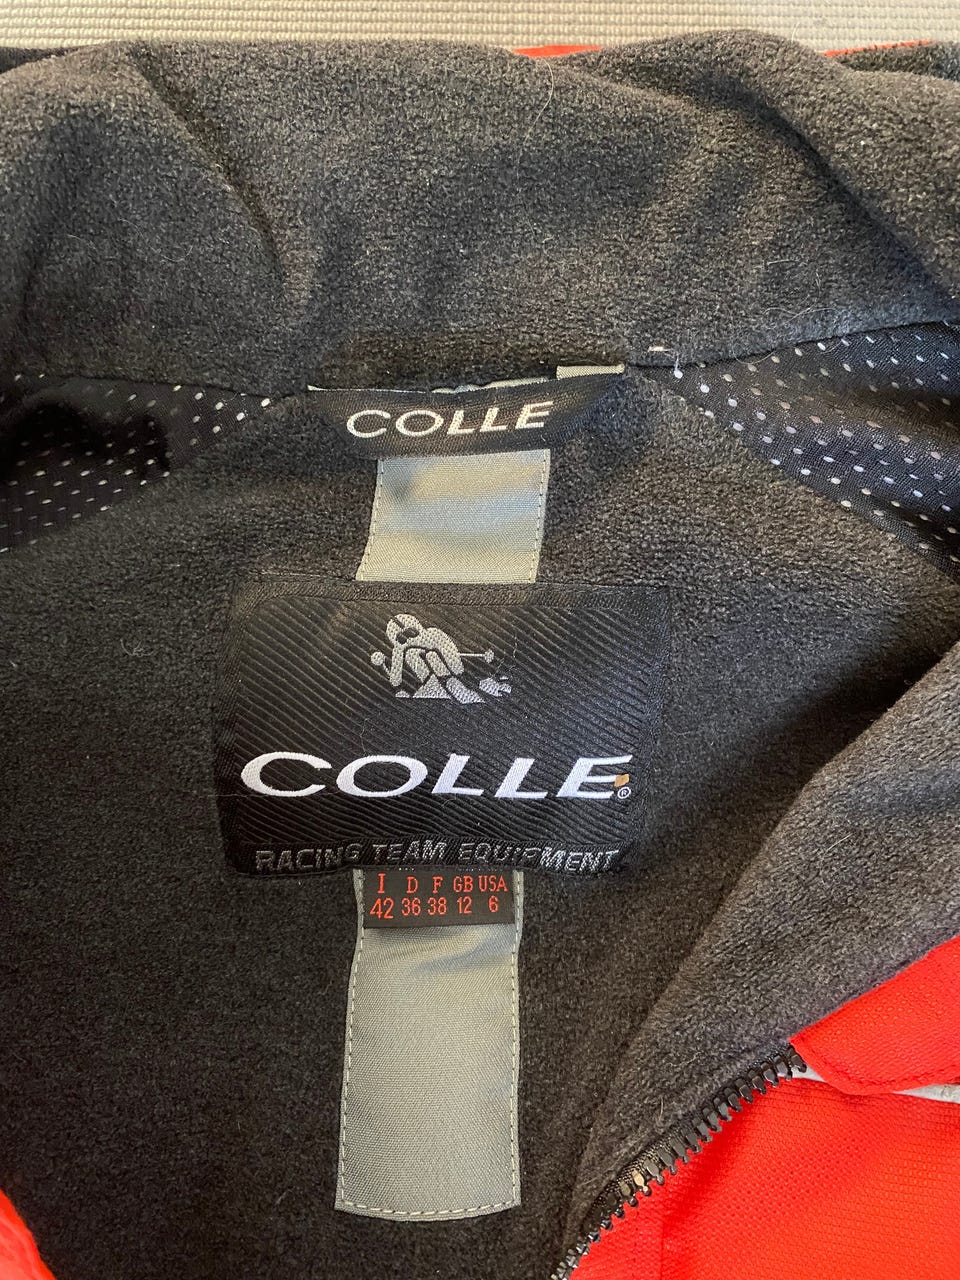 COLLE
COLLE®
RACING TEAM EQUIPMENT
I D F GB USA
42 36 38 12 6